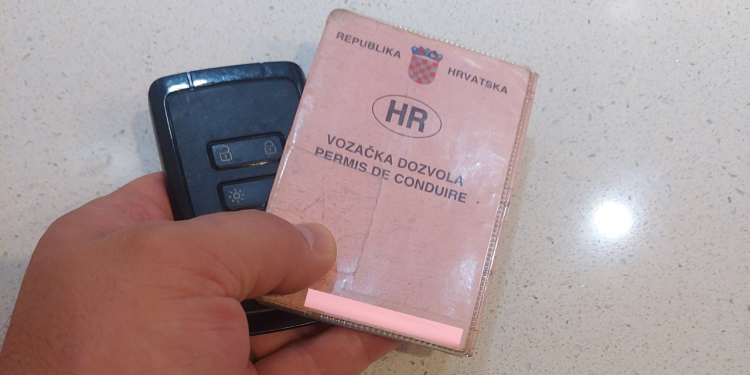 REPUBLIKA HRVATSKA
HR
VOZAČKA DOZVOLA
PERMIS DE CONDUIRE